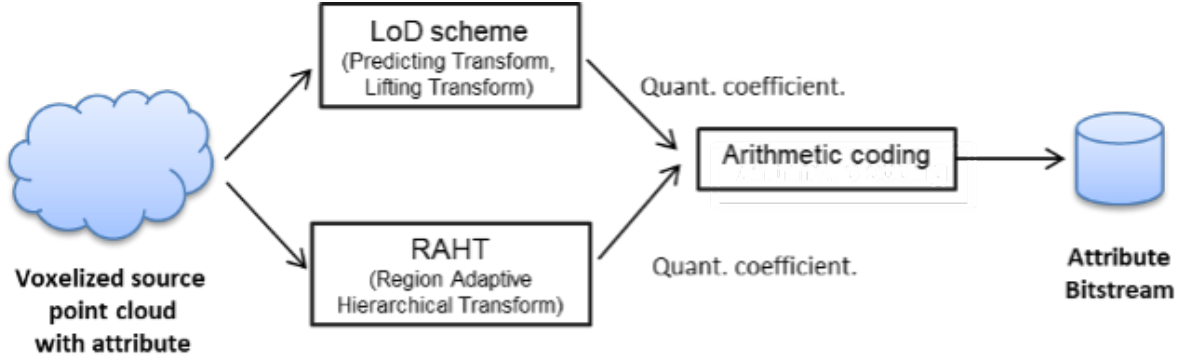 LoD scheme
(Predicting Transform,
Lifting Transform)
Quant. coefficient.
Arithmetic coding
RAHT
(Region Adaptive
Hierarchical Transform)
Quant. coefficient.
Voxelized source
point cloud
with attribute
Attribute
Bitstream